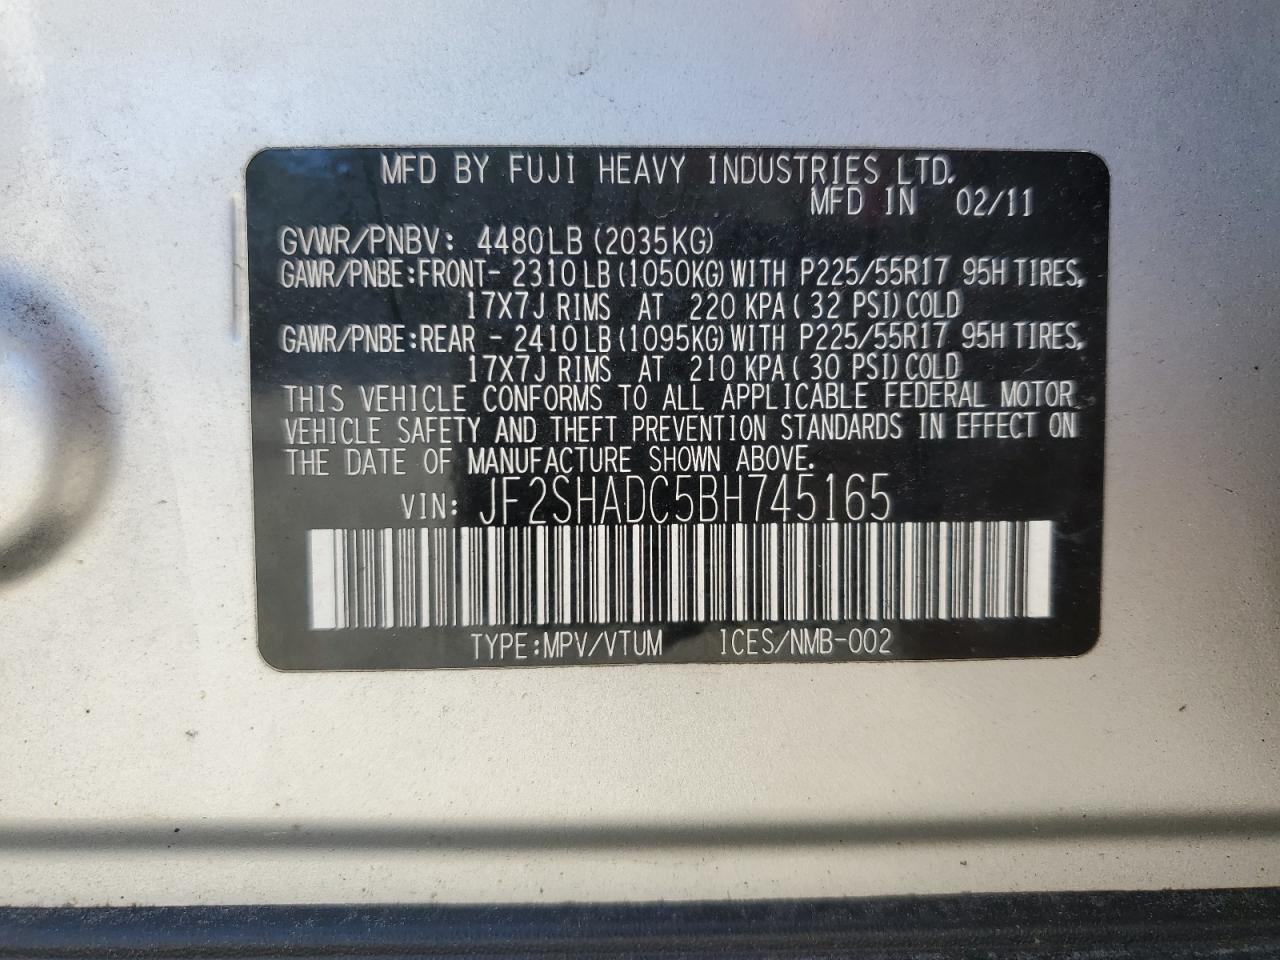 MFD BY FUJI HEAVY INDUSTRIES LTD.
MFD IN 02/11
GVWR/PNBV: 4480LB (2035KG)
GAWR/PNBE:FRONT- 2310 LB (1050KG) WITH P225/55R17 95H TIRES,
17X7J RIMS AT 220 KPA ( 32 PSI) COLD
GAWR/PNBE:REAR - 2410 LB (1095KG) WITH P225/55R17 95H TIRES,
17X7J RIMS AT 210 KPA ( 30 PSI) COLD
THIS VEHICLE CONFORMS TO ALL APPLICABLE FEDERAL MOTOR
VEHICLE SAFETY AND THEFT PREVENTION STANDARDS IN EFFECT ON
THE DATE OF MANUFACTURE SHOWN ABOVE.
VIN: JF2SHADC5BH745165
TYPE:MPV/VTUM ICES/NMB-002